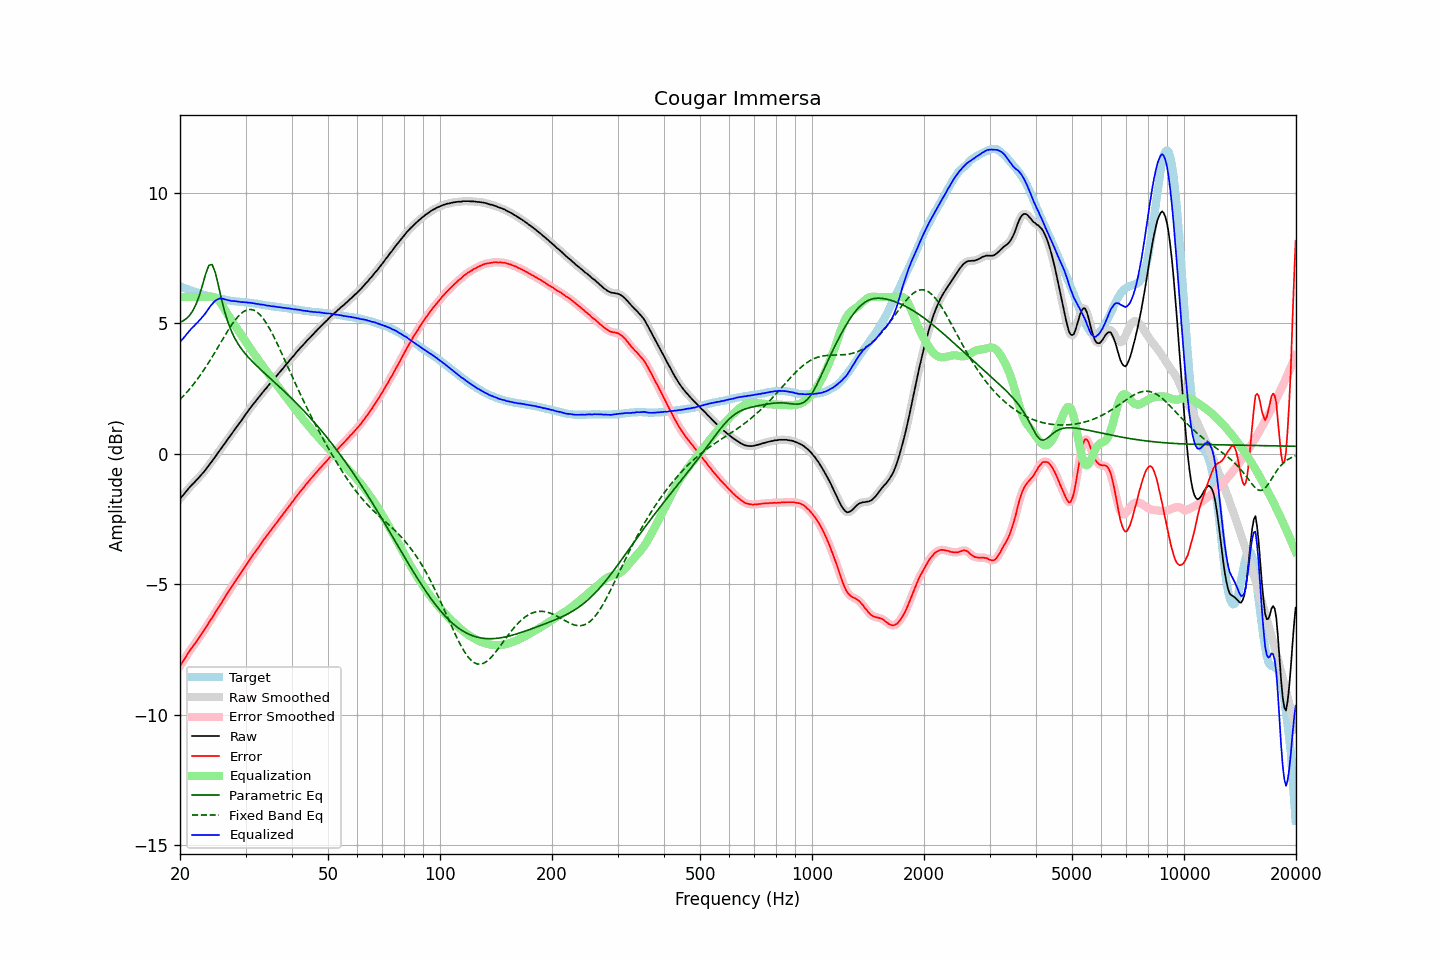 Cougar Immersa
Amplitude (dBr)
10
5
0
−5
−10
−15
Target
Raw Smoothed
Error Smoothed
Raw
Error
Equalization
Parametric Eq
Fixed Band Eq
Equalized
20 50 100 200 500 1000 2000 5000 10000 20000
Frequency (Hz)